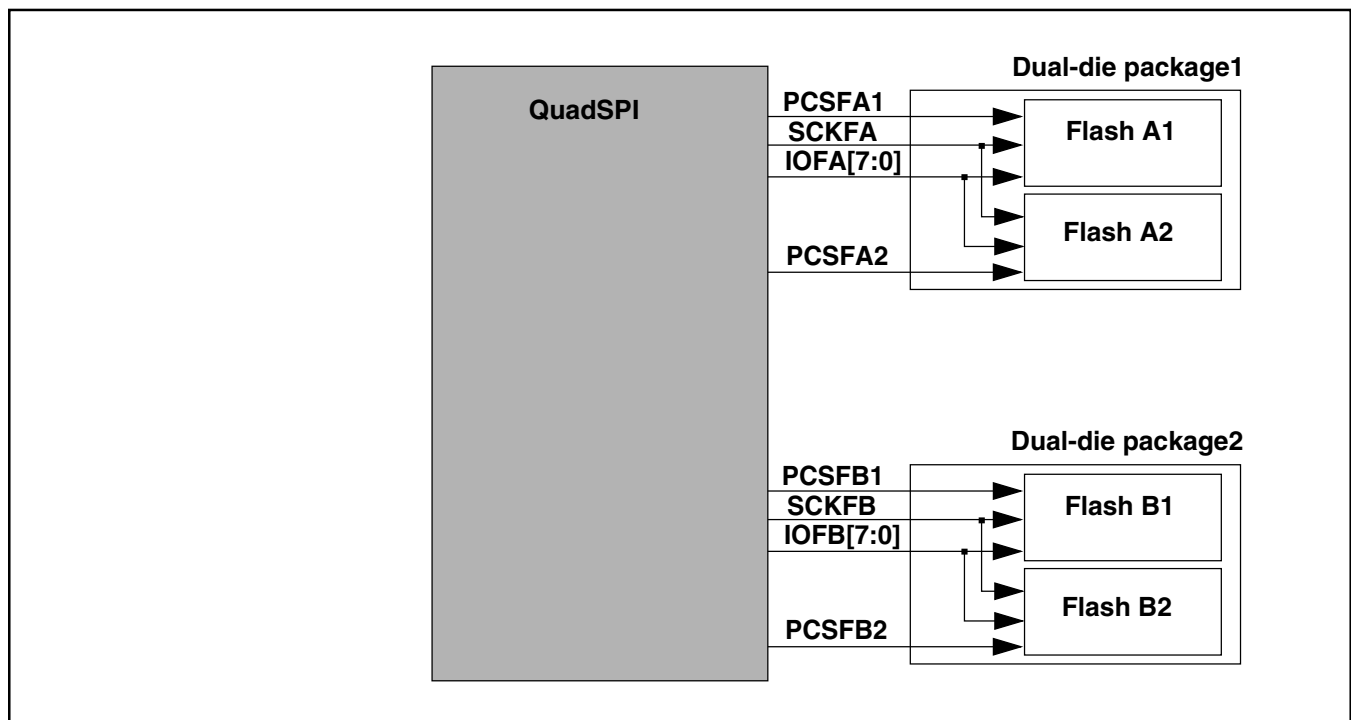 Dual-die package1
QuadSPI
PCSFA1
SCKFA
IOFA[7:0]
Flash A1
Flash A2
PCSFA2
Dual-die package2
PCSFB1
SCKFB
IOFB[7:0]
Flash B1
Flash B2
PCSFB2